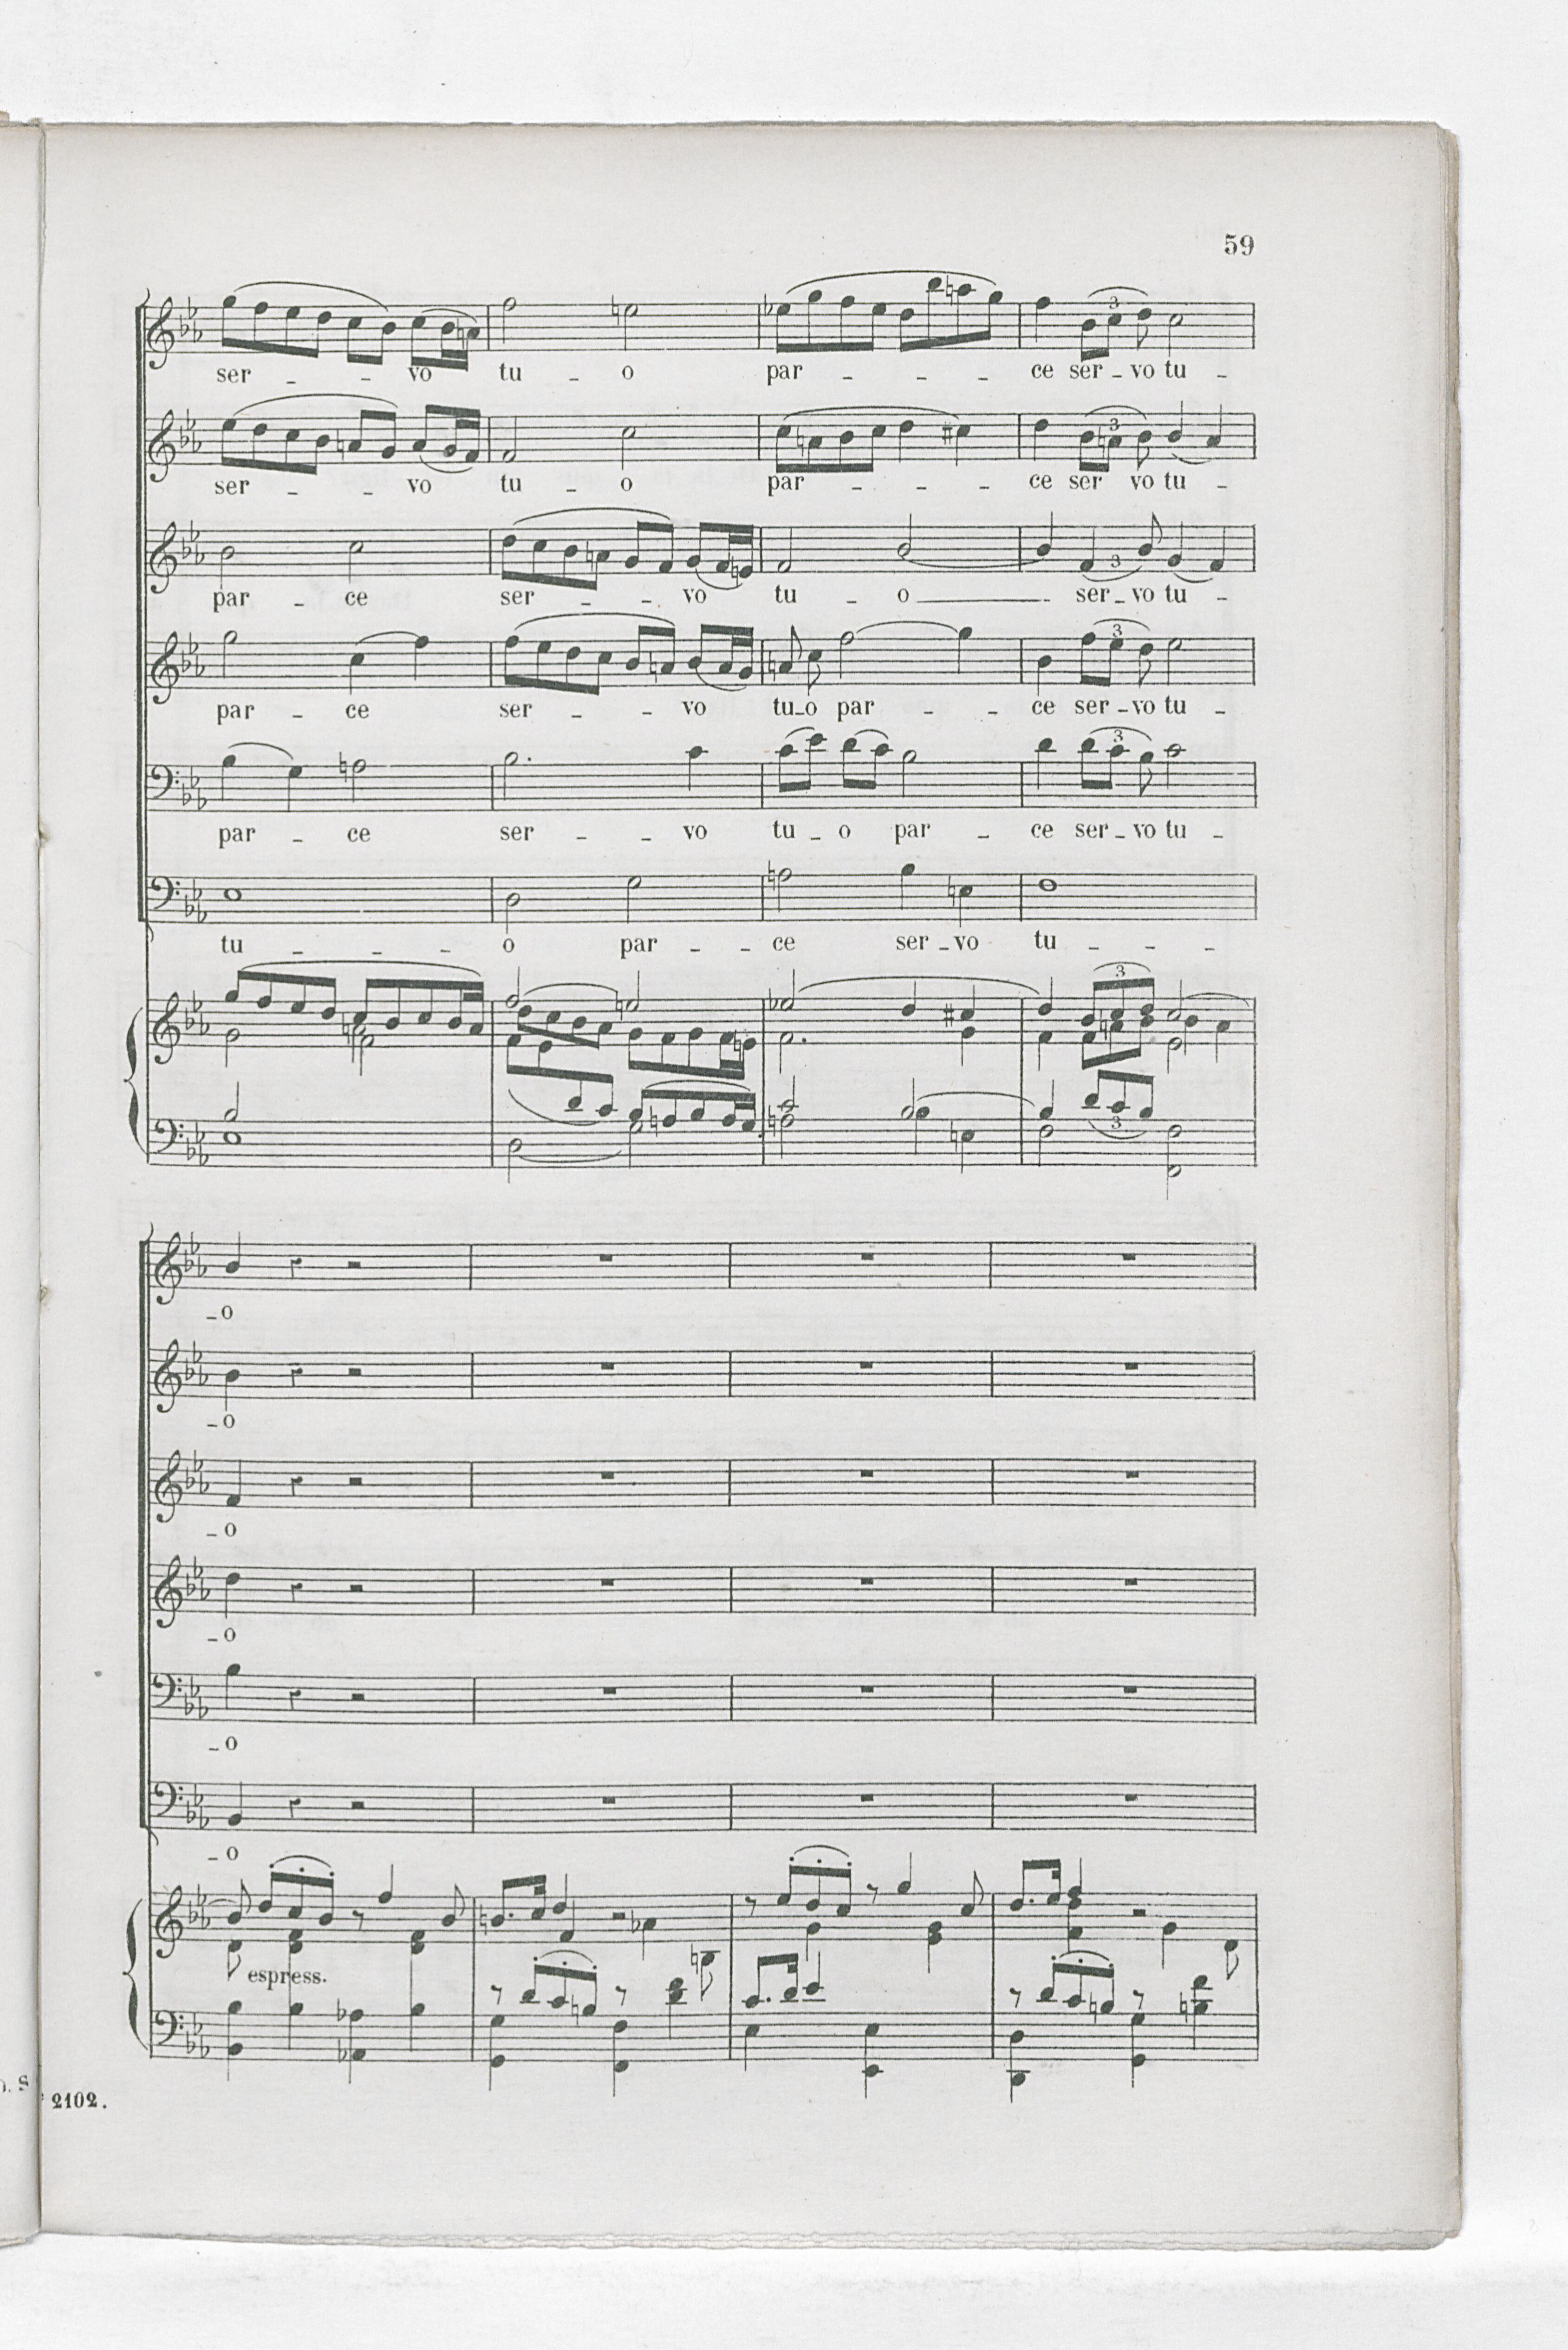 59
ser - - vo tu - o par - - - ce ser - vo tu -
ser - - vo tu - o par - - - ce ser vo tu -
par - ce ser - - vo tu - o - ser - vo tu -
par - ce ser - - vo tu - o par - - ce ser - vo tu -
par - ce ser - - vo tu - o par - ce ser - vo tu -
tu - - - o par - - ce ser - vo tu - - -
3
3
3
3
3
3
3
- o
- o
- o
- o
- o
- o
espress.
2102.